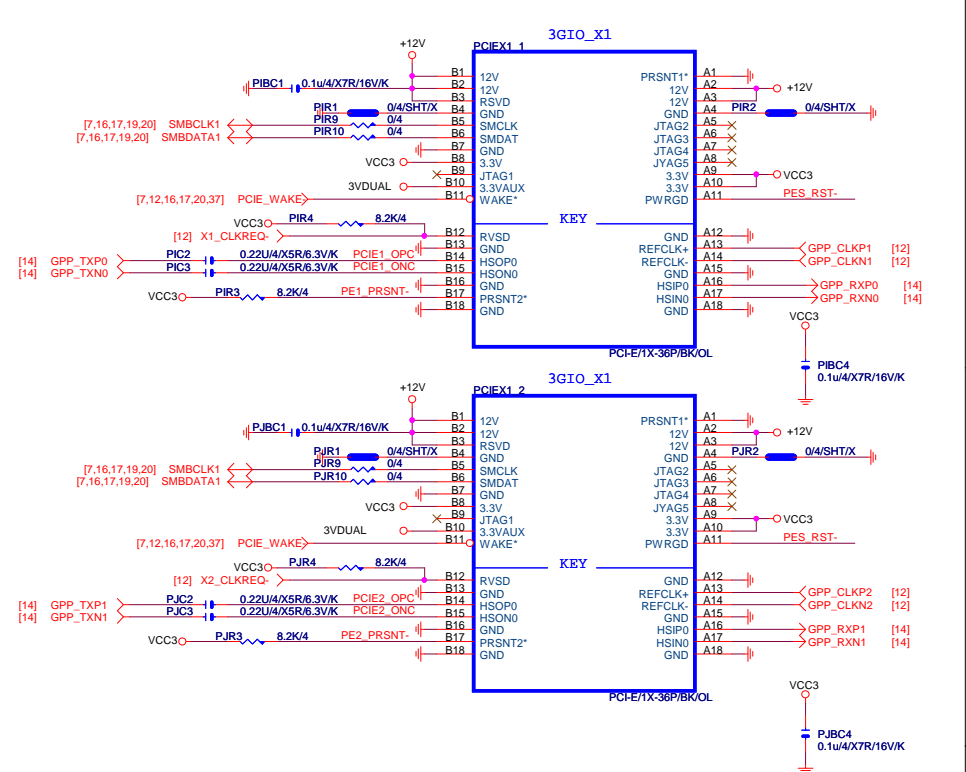 3GIO_X1
+12V
PCIEX1_1
B1 12V PRSNT1* A1
PIBC1 0.1u/4/X7R/16V/K B2 12V 12V A2 +12V
B3 RSVD 12V A3
PIR1 0/4/SHT/X B4 GND GND A4 PIR2 0/4/SHT/X
[7,16,17,19,20] SMBCLK1 PIR9 0/4 B5 SMCLK JTAG2 A5
[7,16,17,19,20] SMBDATA1 PIR10 0/4 B6 SMDAT JTAG3 A6
B7 GND JTAG4 A7
VCC3 B8 3.3V JYAG5 A8
B9 JTAG1 3.3V A9 VCC3
3VDUAL B10 3.3VAUX 3.3V A10
[7,12,16,17,20,37] PCIE_WAKE B11 WAKE* PWRGD A11 PES_RST-
KEY
VCC3 PIR4 8.2K/4
[12] X1_CLKREQ- B12 RVSD GND A12
B13 GND REFCLK+ A13 GPP_CLKP1 [12]
[14] GPP_TXP0 PIC2 0.22U/4/X5R/6.3V/K PCIE1_OPC B14 HSOP0 REFCLK- A14 GPP_CLKN1 [12]
[14] GPP_TXN0 PIC3 0.22U/4/X5R/6.3V/K PCIE1_ONC B15 HSON0 GND A15
B16 GND HSIP0 A16 GPP_RXP0 [14]
VCC3 PIR3 8.2K/4 PE1_PRSNT- B17 PRSNT2* HSIN0 A17 GPP_RXN0 [14]
B18 GND GND A18
VCC3
PCI-E/1X-36P/BK/OL
PIBC4
0.1u/4/X7R/16V/K
3GIO_X1
+12V
PCIEX1_2
B1 12V PRSNT1* A1
PJBC1 0.1u/4/X7R/16V/K B2 12V 12V A2 +12V
B3 RSVD 12V A3
PJR1 0/4/SHT/X B4 GND GND A4 PJR2 0/4/SHT/X
[7,16,17,19,20] SMBCLK1 PJR9 0/4 B5 SMCLK JTAG2 A5
[7,16,17,19,20] SMBDATA1 PJR10 0/4 B6 SMDAT JTAG3 A6
B7 GND JTAG4 A7
VCC3 B8 3.3V JYAG5 A8
B9 JTAG1 3.3V A9 VCC3
3VDUAL B10 3.3VAUX 3.3V A10
[7,12,16,17,20,37] PCIE_WAKE B11 WAKE* PWRGD A11 PES_RST-
KEY
VCC3 PJR4 8.2K/4
[12] X2_CLKREQ- B12 RVSD GND A12
B13 GND REFCLK+ A13 GPP_CLKP2 [12]
[14] GPP_TXP1 PJC2 0.22U/4/X5R/6.3V/K PCIE2_OPC B14 HSOP0 REFCLK- A14 GPP_CLKN2 [12]
[14] GPP_TXN1 PJC3 0.22U/4/X5R/6.3V/K PCIE2_ONC B15 HSON0 GND A15
B16 GND HSIP0 A16 GPP_RXP1 [14]
VCC3 PJR3 8.2K/4 PE2_PRSNT- B17 PRSNT2* HSIN0 A17 GPP_RXN1 [14]
B18 GND GND A18
VCC3
PCI-E/1X-36P/BK/OL
PJBC4
0.1u/4/X7R/16V/K